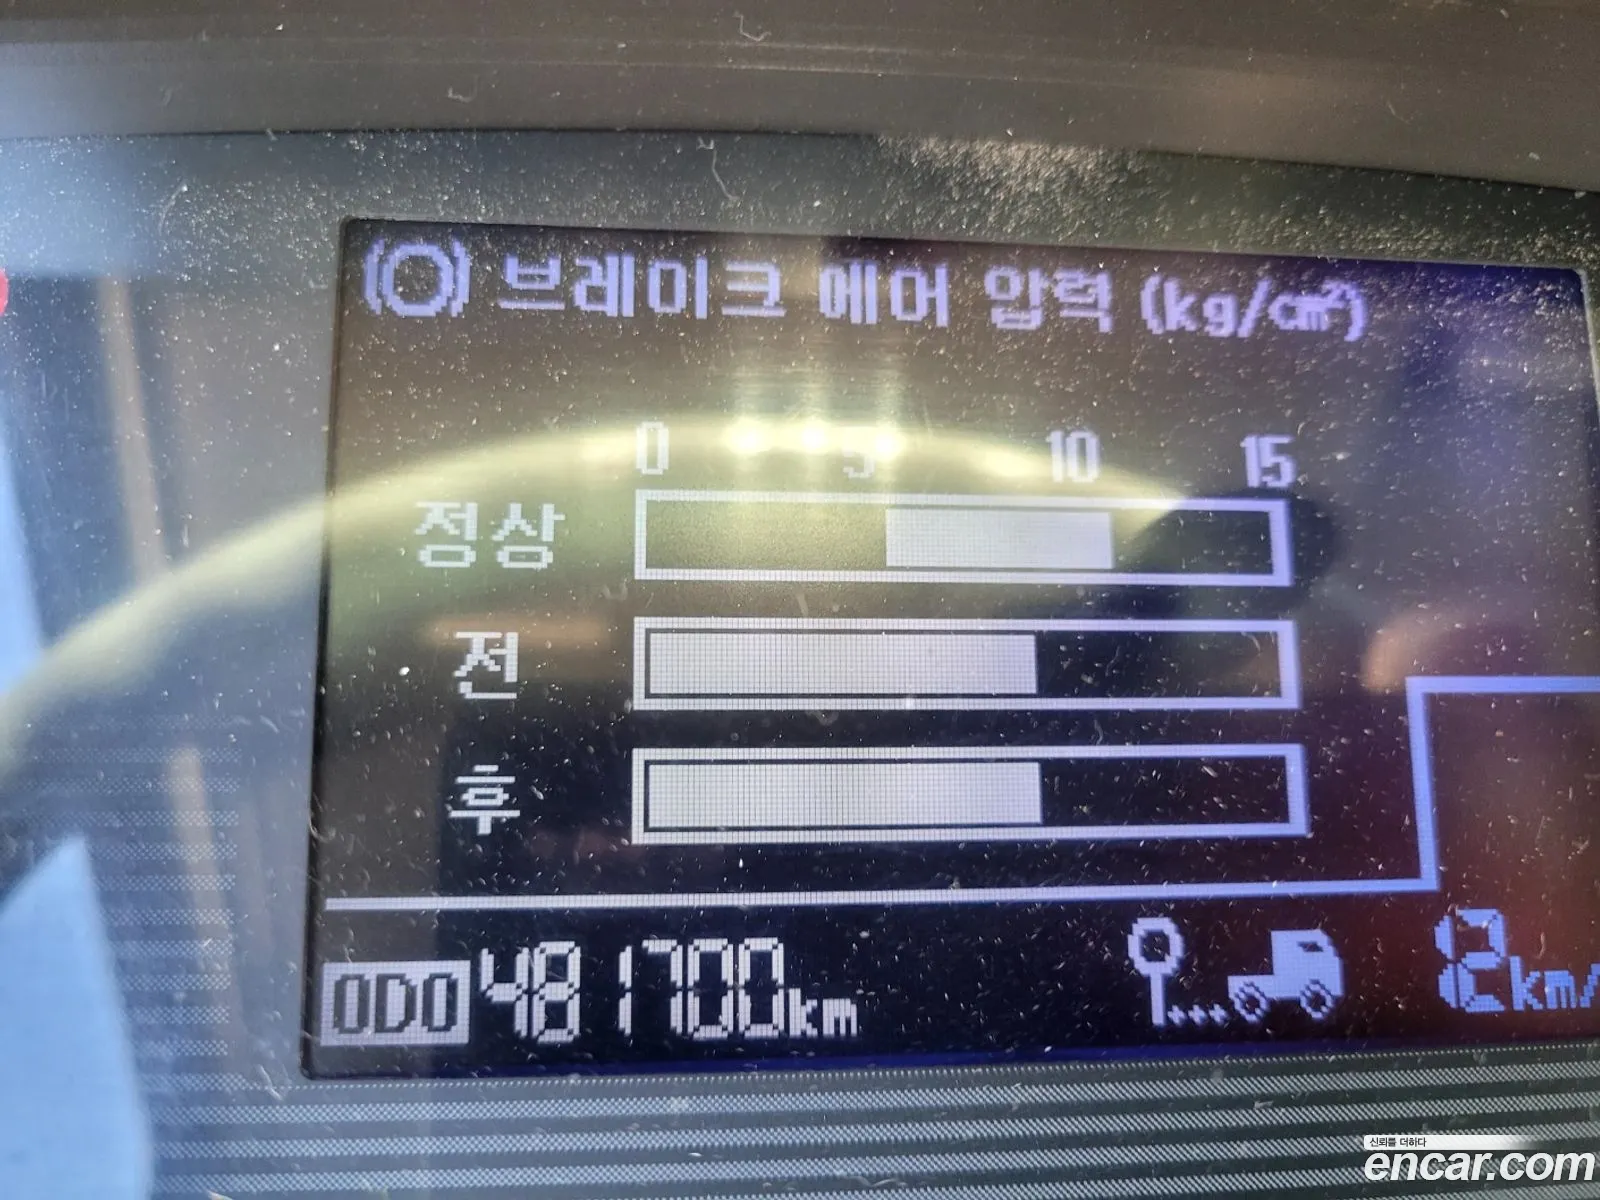 브레이크 에어 압력 (kg/cm²)
0 5 10 15
정상
전
후
ODO 481700km
km/
신뢰를 더하다
encar.com